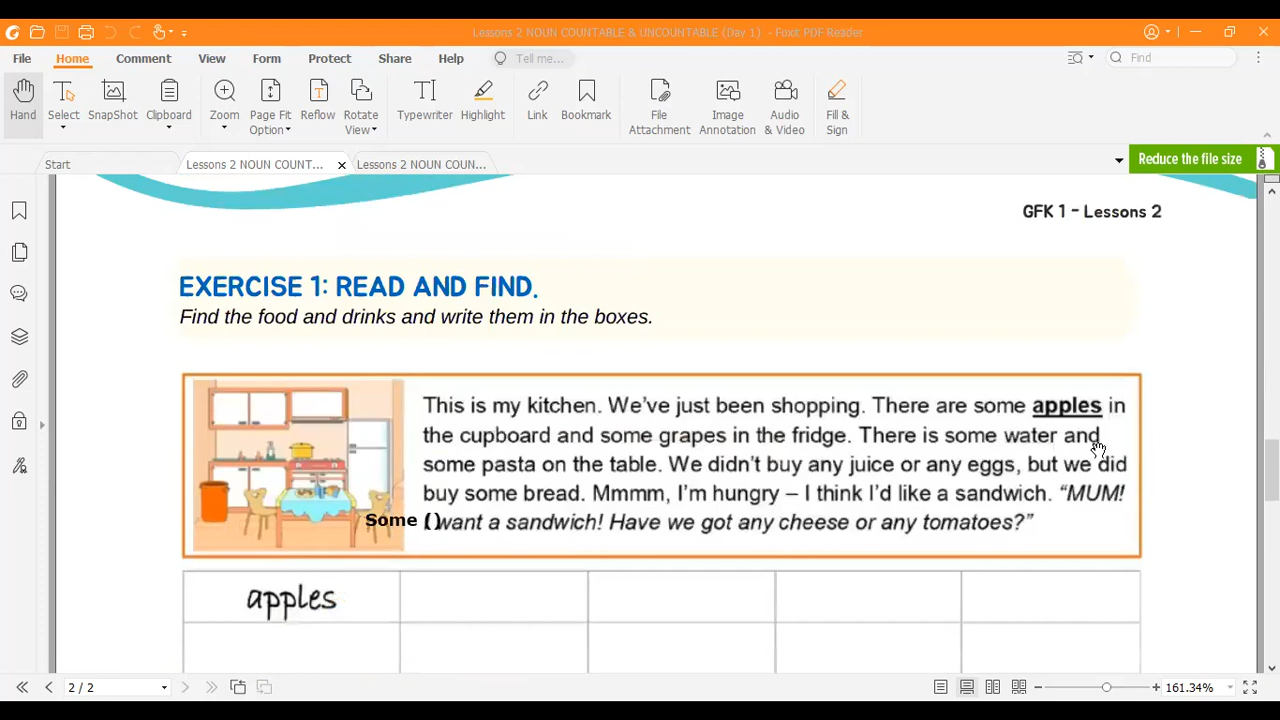 Lessons 2 NOUN COUNTABLE & UNCOUNTABLE (Day 1) - Foxit PDF Reader
File Home Comment View Form Protect Share Help Tell me... Find
Hand Select SnapShot Clipboard Zoom Page Fit Option Reflow Rotate View Typewriter Highlight Link Bookmark File Attachment Image Annotation Audio & Video Fill & Sign
Start Lessons 2 NOUN COUNT... Lessons 2 NOUN COUN... Reduce the file size
GFK 1 - Lessons 2
EXERCISE 1: READ AND FIND.
Find the food and drinks and write them in the boxes.
This is my kitchen. We've just been shopping. There are some apples in
the cupboard and some grapes in the fridge. There is some water and
some pasta on the table. We didn't buy any juice or any eggs, but we did
buy some bread. Mmmm, I'm hungry – I think I'd like a sandwich. “MUM!
I want a sandwich! Have we got any cheese or any tomatoes?”
Some ()
apples
2 / 2 161.34%